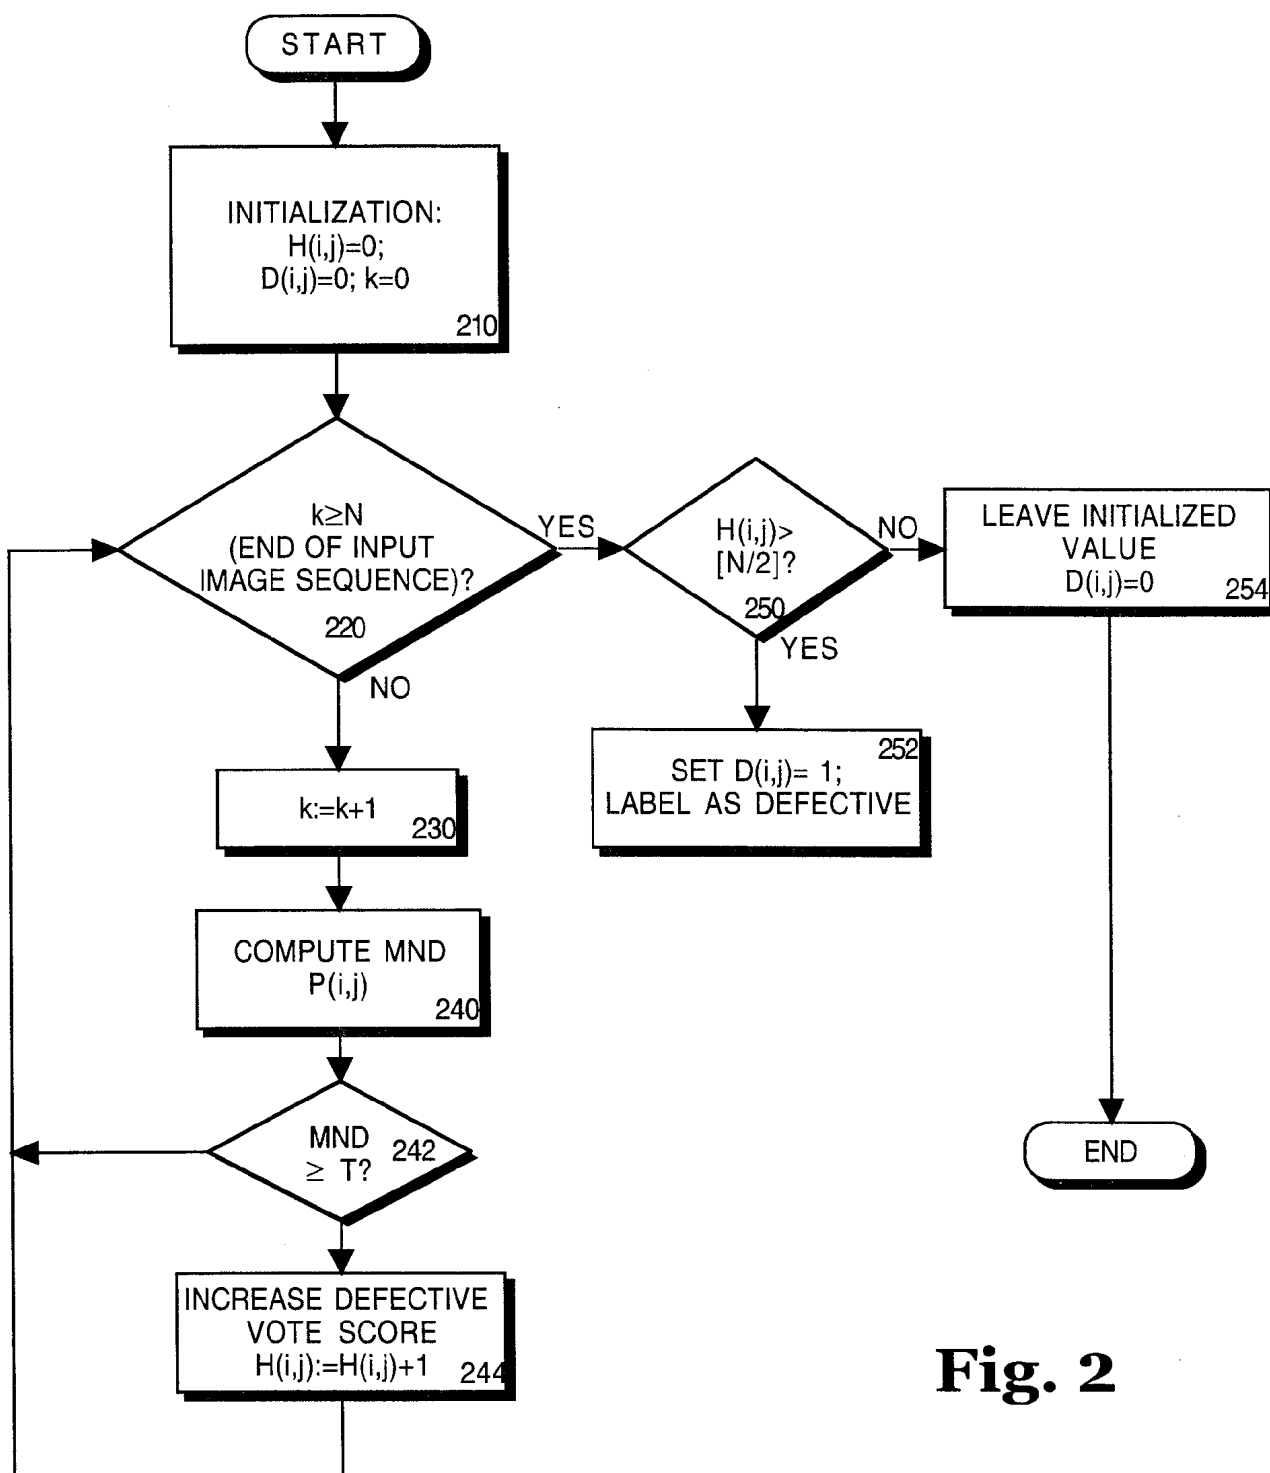 START
INITIALIZATION:
H(i,j)=0;
D(i,j)=0; k=0
210
k≥N
(END OF INPUT
IMAGE SEQUENCE)?
220
YES
NO
H(i,j)>
[N/2]?
250
NO
YES
LEAVE INITIALIZED
VALUE
D(i,j)=0
254
SET D(i,j)= 1;
LABEL AS DEFECTIVE
252
k:=k+1
230
COMPUTE MND
P(i,j)
240
MND
≥ T?
242
INCREASE DEFECTIVE
VOTE SCORE
H(i,j):=H(i,j)+1
244
END
Fig. 2